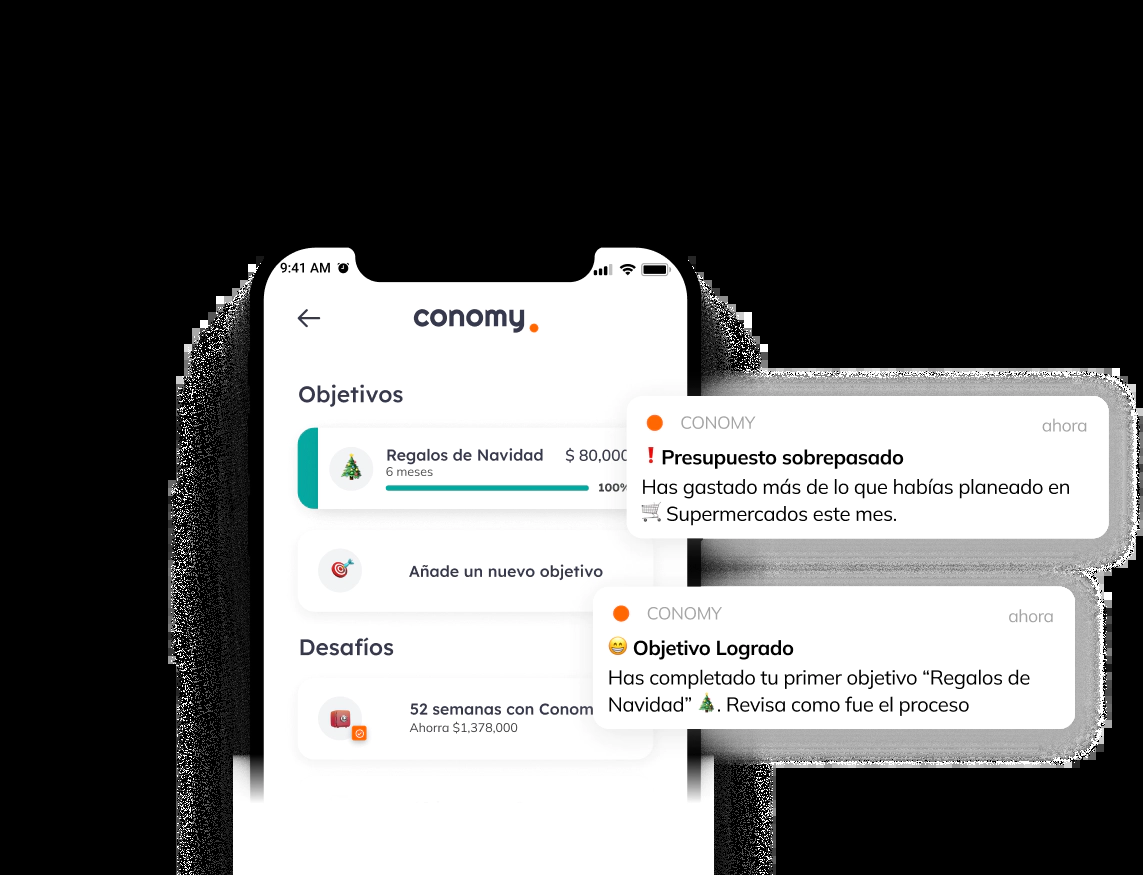 9:41 AM
conomy.
Objetivos
Regalos de Navidad $ 80,000
6 meses
100%
Añade un nuevo objetivo
Desafíos
52 semanas con Conom
Ahorra $1,378,000
CONOMY ahora
❗ Presupuesto sobrepasado
Has gastado más de lo que habías planeado en
🛒 Supermercados este mes.
CONOMY ahora
😁 Objetivo Logrado
Has completado tu primer objetivo “Regalos de
Navidad” 🎄. Revisa como fue el proceso